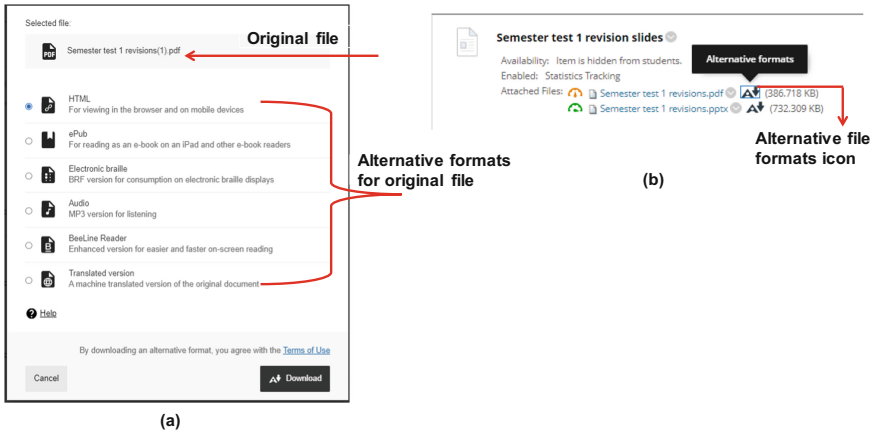 Selected file:
PDF
Semester test 1 revisions(1).pdf
Original file
HTML
For viewing in the browser and on mobile devices
ePub
For reading as an e-book on an iPad and other e-book readers
Electronic braille
BRF version for consumption on electronic braille displays
Audio
MP3 version for listening
BeeLine Reader
Enhanced version for easier and faster on-screen reading
Translated version
A machine translated version of the original document
Help
By downloading an alternative format, you agree with the Terms of Use
Cancel
Download
(a)
Alternative formats
for original file
Semester test 1 revision slides
Availability: Item is hidden from students.
Alternative formats
Enabled: Statistics Tracking
Attached Files: Semester test 1 revisions.pdf (386.718 KB)
Semester test 1 revisions.pptx (732.309 KB)
Alternative file
formats icon
(b)